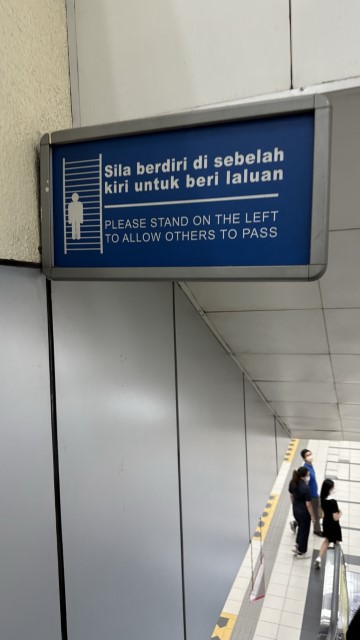 Sila berdiri di sebelah
kiri untuk beri laluan
PLEASE STAND ON THE LEFT
TO ALLOW OTHERS TO PASS